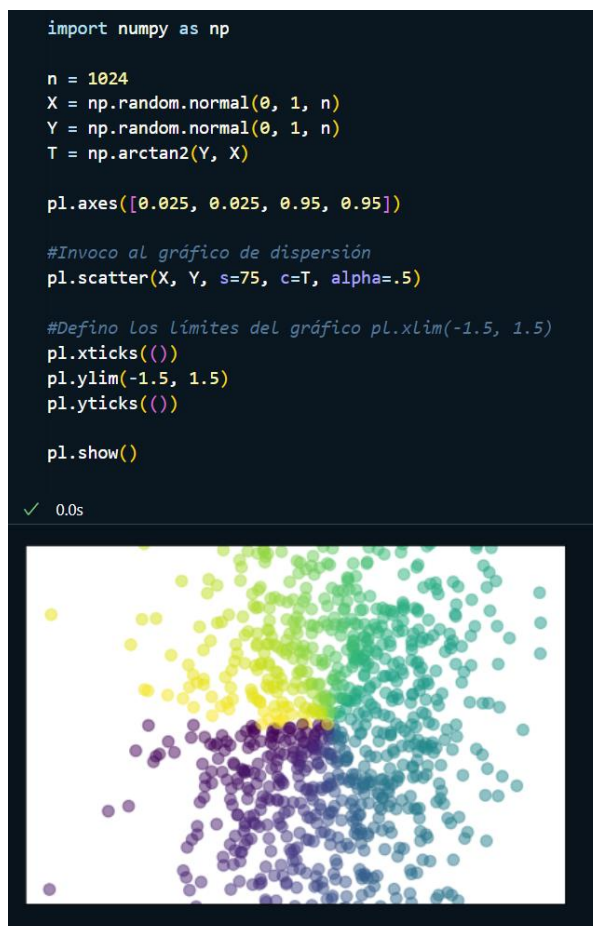 import numpy as np
n = 1024
X = np.random.normal(0, 1, n)
Y = np.random.normal(0, 1, n)
T = np.arctan2(Y, X)
pl.axes([0.025, 0.025, 0.95, 0.95])
#Invoco al gráfico de dispersión
pl.scatter(X, Y, s=75, c=T, alpha=.5)
#Defino los límites del gráfico pl.xlim(-1.5, 1.5)
pl.xticks(())
pl.ylim(-1.5, 1.5)
pl.yticks(())
pl.show()
0.0s